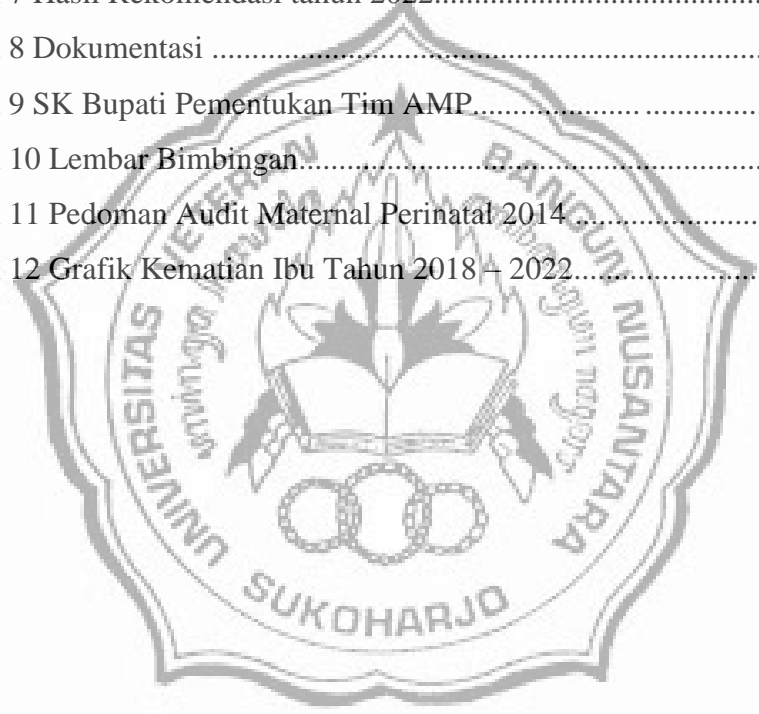 7 Hasil Rekomendasi tahun 2022
8 Dokumentasi
9 SK Bupati Pementukan Tim AMP
10 Lembar Bimbingan
11 Pedoman Audit Maternal Perinatal 2014
12 Grafik Kematian Ibu Tahun 2018 – 2022
UNIVERSITAS VETERAN BANGUN NUSANTARA
SUKOHARJO